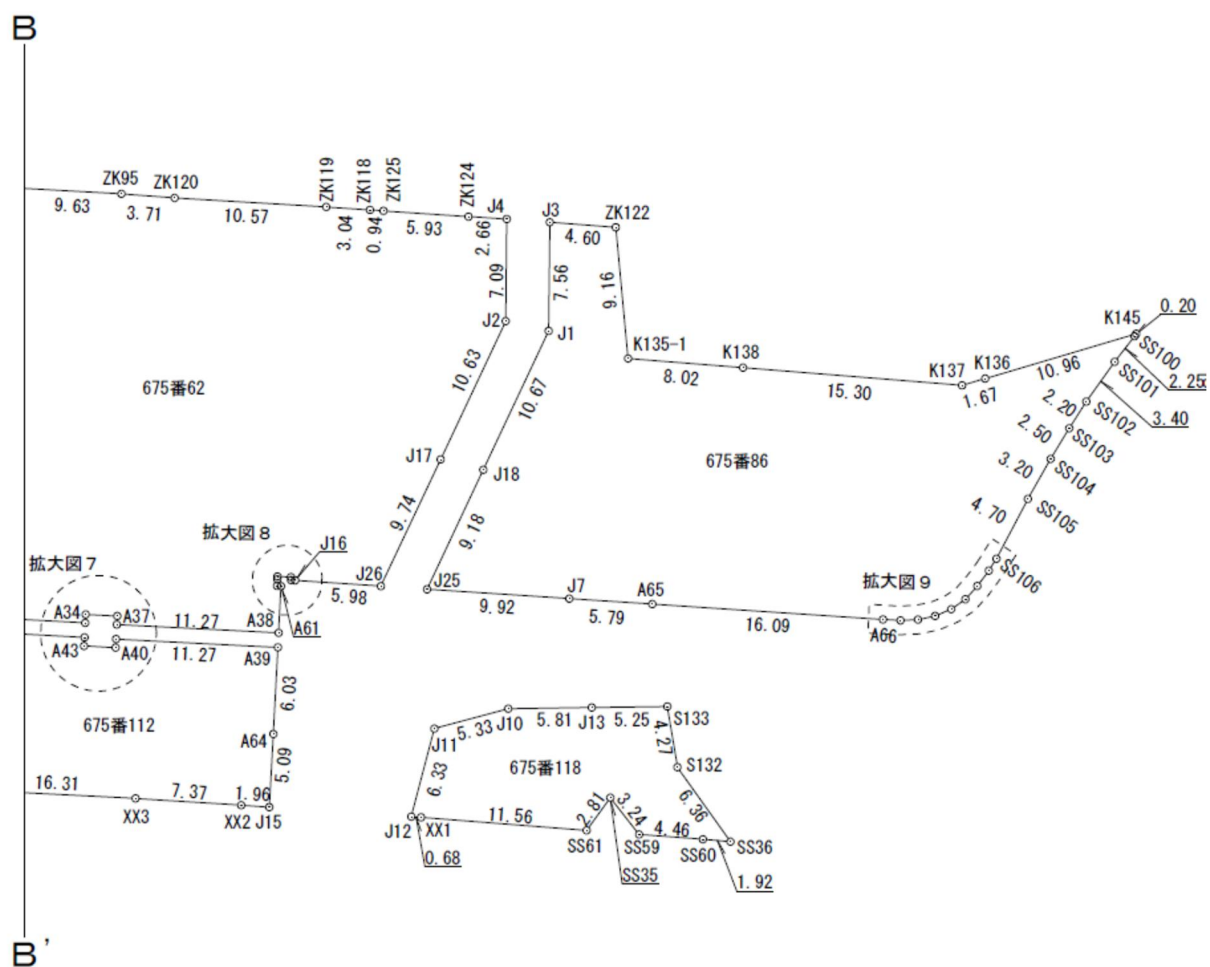 B
ZK95
ZK120
ZK119
ZK118
ZK125
ZK124
J4
J3
ZK122
9.63
3.71
10.57
3.04
0.94
5.93
2.66
4.60
7.09
7.56
9.16
J2
J1
K135-1
K138
K137
K136
K145
0.20
SS100
8.02
15.30
1.67
10.96
SS101
2.25
675番62
10.63
10.67
2.20
SS102
3.40
2.50
SS103
J17
J18
675番86
3.20
SS104
9.74
9.18
4.70
SS105
拡大図8
J16
拡大図7
J26
5.98
J25
9.92
J7
5.79
A65
16.09
拡大図9
SS106
A66
A34
A37
11.27
A38
A61
A43
A40
11.27
A39
6.03
675番112
A64
5.09
16.31
7.37
1.96
XX3
XX2
J15
J11
5.33
J10
5.81
J13
5.25
S133
4.27
6.33
675番118
S132
6.36
J12
XX1
11.56
2.81
3.24
4.46
SS61
SS59
SS60
SS36
0.68
SS35
1.92
B'